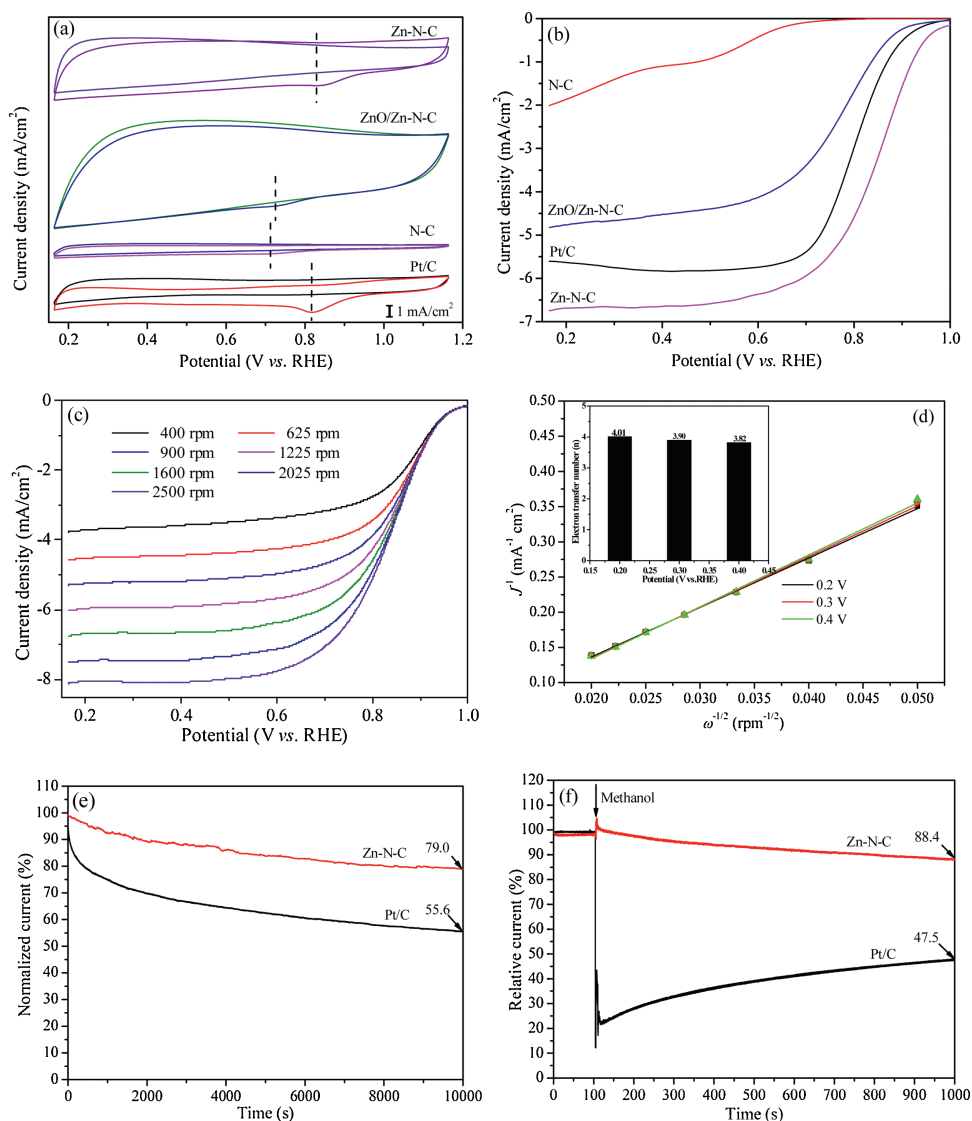 (a)
Zn-N-C
ZnO/Zn-N-C
N-C
Pt/C
1 mA/cm²
Current density (mA/cm²)
0.2 0.4 0.6 0.8 1.0 1.2
Potential (V vs. RHE)
(b)
0
-1
-2
-3
-4
-5
-6
-7
N-C
ZnO/Zn-N-C
Pt/C
Zn-N-C
Current density (mA/cm²)
0.2 0.4 0.6 0.8 1.0
Potential (V vs. RHE)
(c)
400 rpm 625 rpm
900 rpm 1225 rpm
1600 rpm 2025 rpm
2500 rpm
0
-2
-4
-6
-8
Current density (mA/cm²)
0.2 0.4 0.6 0.8 1.0
Potential (V vs. RHE)
(d)
0.50
0.45
0.40
0.35
0.30
0.25
0.20
0.15
0.10
J⁻¹ (mA⁻¹ cm²)
5
4
3
2
1
0
Electron transfer number (n)
4.01 3.90 3.82
0.15 0.20 0.25 0.30 0.35 0.40 0.45
Potential (V vs.RHE)
0.2 V
0.3 V
0.4 V
0.020 0.025 0.030 0.035 0.040 0.045 0.050
ω⁻¹/² (rpm⁻¹/²)
(e)
110
100
90
80
70
60
50
40
30
20
10
0
Normalized current (%)
Zn-N-C
79.0
Pt/C
55.6
0 2000 4000 6000 8000 10000
Time (s)
(f)
120
110
100
90
80
70
60
50
40
30
20
10
0
Relative current (%)
Methanol
Zn-N-C
88.4
Pt/C
47.5
0 100 200 300 400 500 600 700 800 900 1000
Time (s)